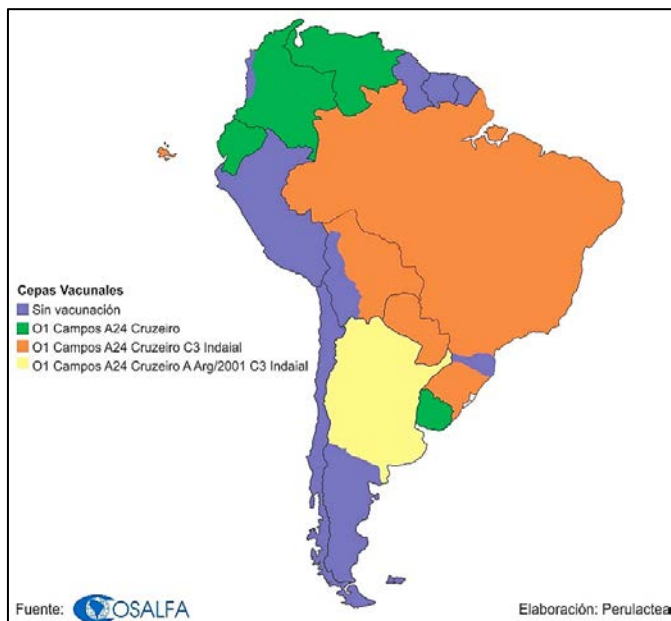 Cepas Vacunales
Sin vacunación
O1 Campos A24 Cruzeiro
O1 Campos A24 Cruzeiro C3 Indaial
O1 Campos A24 Cruzeiro A Arg/2001 C3 Indaial
Fuente: COSALFA
Elaboración: Perulactea